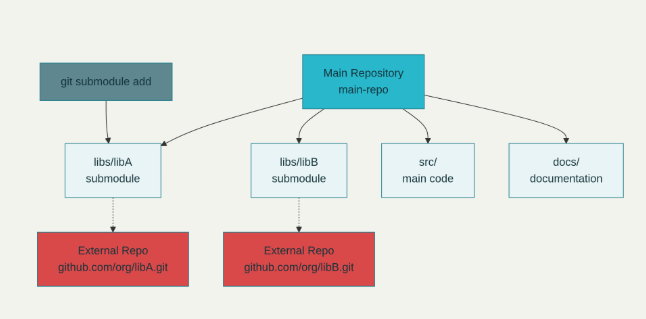 git submodule add
Main Repository
main-repo
libs/libA
submodule
libs/libB
submodule
src/
main code
docs/
documentation
External Repo
github.com/org/libA.git
External Repo
github.com/org/libB.git